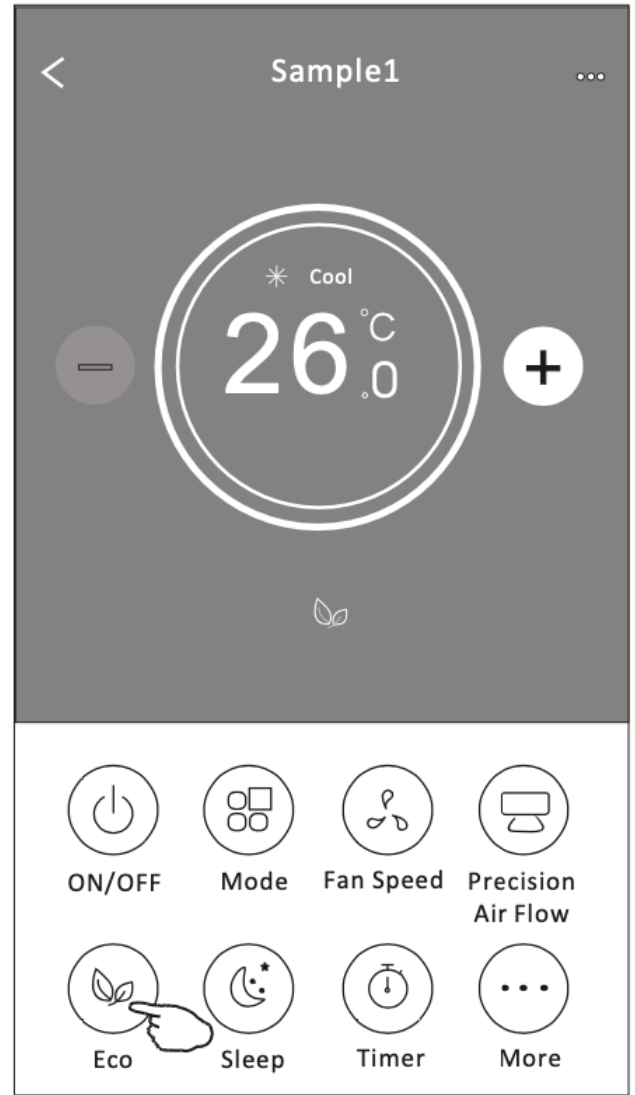 Sample1
Cool
26.0°C
ON/OFF
Mode
Fan Speed
Precision
Air Flow
Eco
Sleep
Timer
More